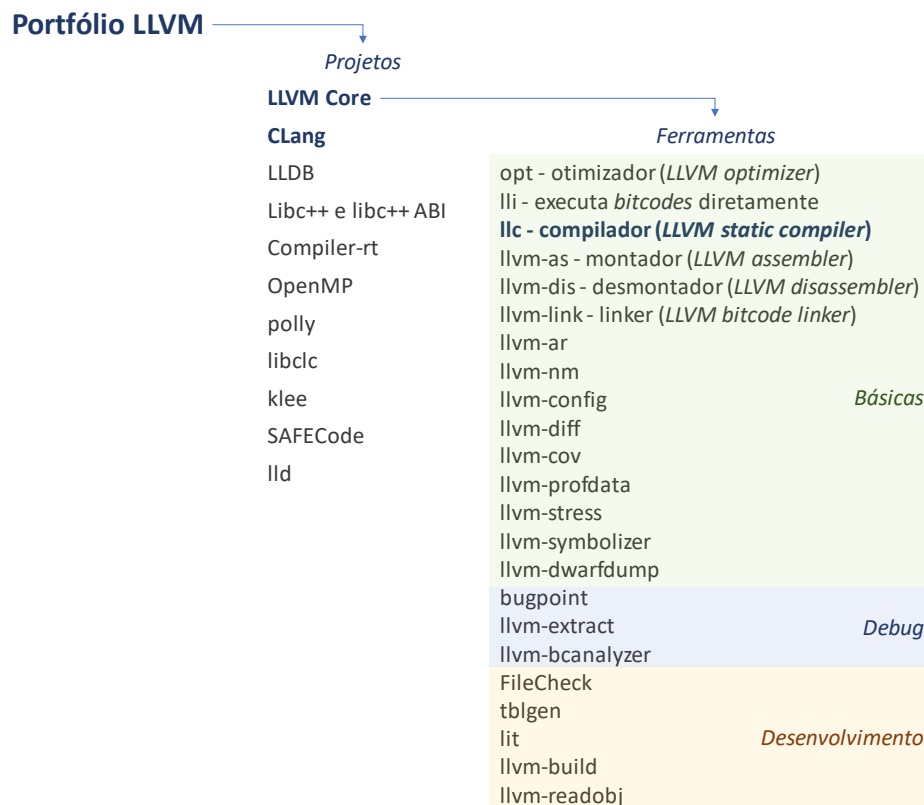 Portfólio LLVM
Projetos
LLVM Core
CLang
LLDB
Libc++ e libc++ ABI
Compiler-rt
OpenMP
polly
libclc
klee
SAFECode
lld
Ferramentas
opt - otimizador (LLVM optimizer)
lli - executa bitcodes diretamente
llc - compilador (LLVM static compiler)
llvm-as - montador (LLVM assembler)
llvm-dis - desmontador (LLVM disassembler)
llvm-link - linker (LLVM bitcode linker)
llvm-ar
llvm-nm
llvm-config
llvm-diff
llvm-cov
llvm-profdata
llvm-stress
llvm-symbolizer
llvm-dwarfdump
Básicas
bugpoint
llvm-extract
llvm-bcanalyzer
Debug
FileCheck
tblgen
lit
llvm-build
llvm-readobj
Desenvolvimento